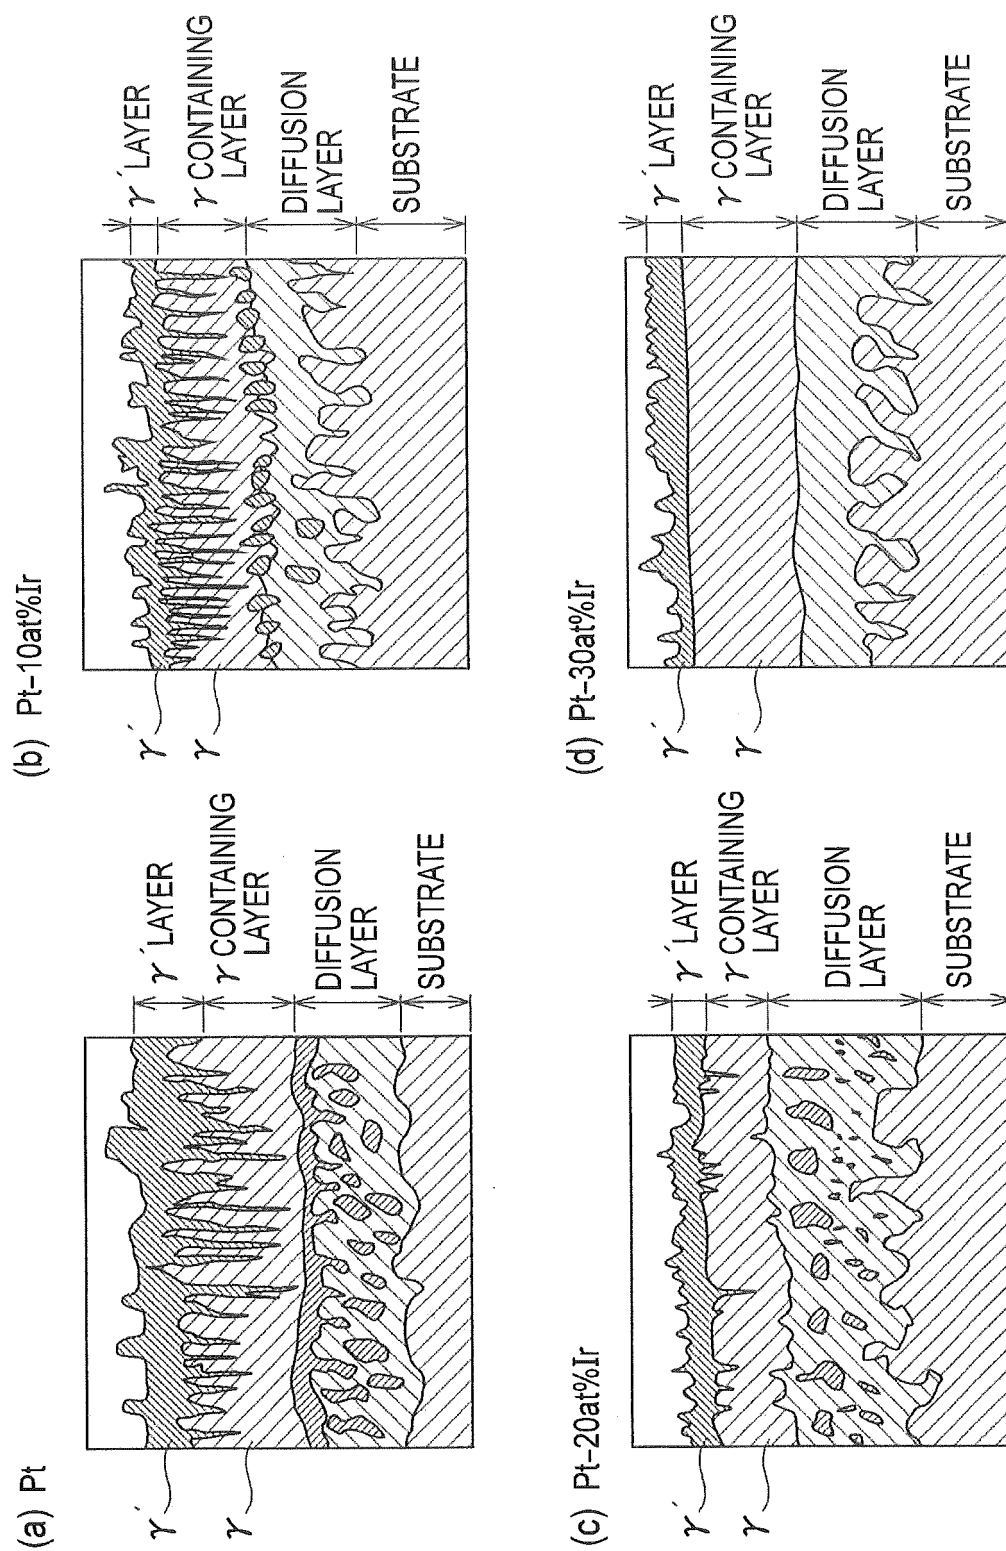 (a) Pt
γ´
γ
γ´ LAYER
γ CONTAINING
LAYER
DIFFUSION
LAYER
SUBSTRATE
(b) Pt-10at%Ir
γ´
γ
γ´ LAYER
γ CONTAINING
LAYER
DIFFUSION
LAYER
SUBSTRATE
(c) Pt-20at%Ir
γ´
γ
γ´ LAYER
γ CONTAINING
LAYER
DIFFUSION
LAYER
SUBSTRATE
(d) Pt-30at%Ir
γ´
γ
γ´ LAYER
γ CONTAINING
LAYER
DIFFUSION
LAYER
SUBSTRATE